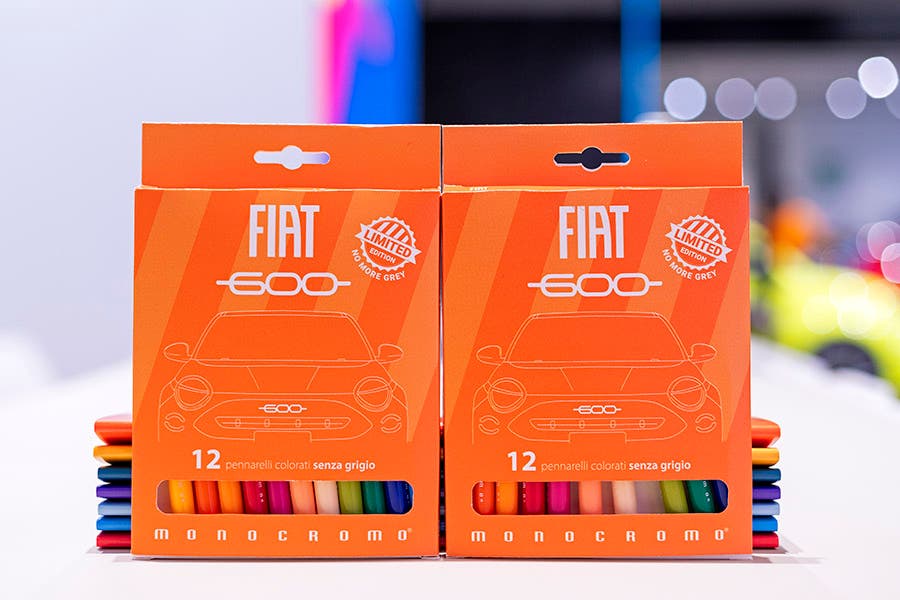 FIAT
LIMITED
EDITION
NO MORE GREY
600
600
12 pennarelli colorati senza grigio
MONOCROMO®
FIAT
LIMITED
EDITION
NO MORE GREY
600
600
12 pennarelli colorati senza grigio
MONOCROMO®